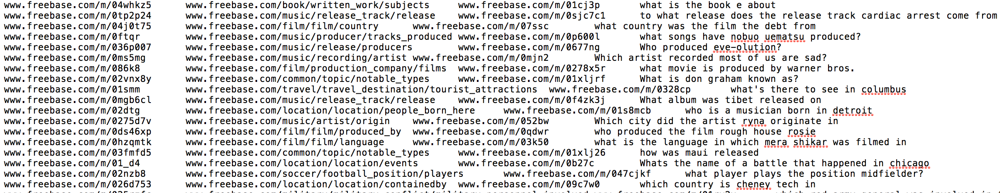 www.freebase.com/m/04whkz5 www.freebase.com/book/written_work/subjects www.freebase.com/m/01cj3p what is the book e about
www.freebase.com/m/0tp2p24 www.freebase.com/music/release_track/release www.freebase.com/m/0sjc7c1 to what release does the release track cardiac arrest come from
www.freebase.com/m/04j0t75 www.freebase.com/film/film/country www.freebase.com/m/07ssc what country was the film the debt from
www.freebase.com/m/0ftqr www.freebase.com/music/producer/tracks_produced www.freebase.com/m/0p600l what songs have nobuo uematsu produced?
www.freebase.com/m/036p007 www.freebase.com/music/release/producers www.freebase.com/m/0677ng Who produced eve-olution?
www.freebase.com/m/0ms5mg www.freebase.com/music/recording/artist www.freebase.com/m/0mjn2 Which artist recorded most of us are sad?
www.freebase.com/m/086k8 www.freebase.com/film/production_company/films www.freebase.com/m/0278x5r what movie is produced by warner bros.
www.freebase.com/m/02vnx8y www.freebase.com/common/topic/notable_types www.freebase.com/m/01xljrf What is don graham known as?
www.freebase.com/m/01smm www.freebase.com/travel/travel_destination/tourist_attractions www.freebase.com/m/0328cp what's there to see in columbus
www.freebase.com/m/0mgb6cl www.freebase.com/music/release_track/release www.freebase.com/m/0f4zk3j What album was tibet released on
www.freebase.com/m/02dtg www.freebase.com/location/location/people_born_here www.freebase.com/m/01s8mcb who is a musician born in detroit
www.freebase.com/m/0275d7v www.freebase.com/music/artist/origin www.freebase.com/m/052bw Which city did the artist ryna originate in
www.freebase.com/m/0ds46xp www.freebase.com/film/film/produced_by www.freebase.com/m/0qdwr who produced the film rough house rosie
www.freebase.com/m/0hzqmtk www.freebase.com/film/film/language www.freebase.com/m/03k50 what is the language in which mera shikar was filmed in
www.freebase.com/m/03fmfd5 www.freebase.com/common/topic/notable_types www.freebase.com/m/01xlj26 how was maui released
www.freebase.com/m/01_d4 www.freebase.com/location/location/events www.freebase.com/m/0b27c Whats the name of a battle that happened in chicago
www.freebase.com/m/02nzb8 www.freebase.com/soccer/football_position/players www.freebase.com/m/047cjkf what player plays the position midfielder?
www.freebase.com/m/026d753 www.freebase.com/location/location/containedby www.freebase.com/m/09c7w0 which country is cheney tech in